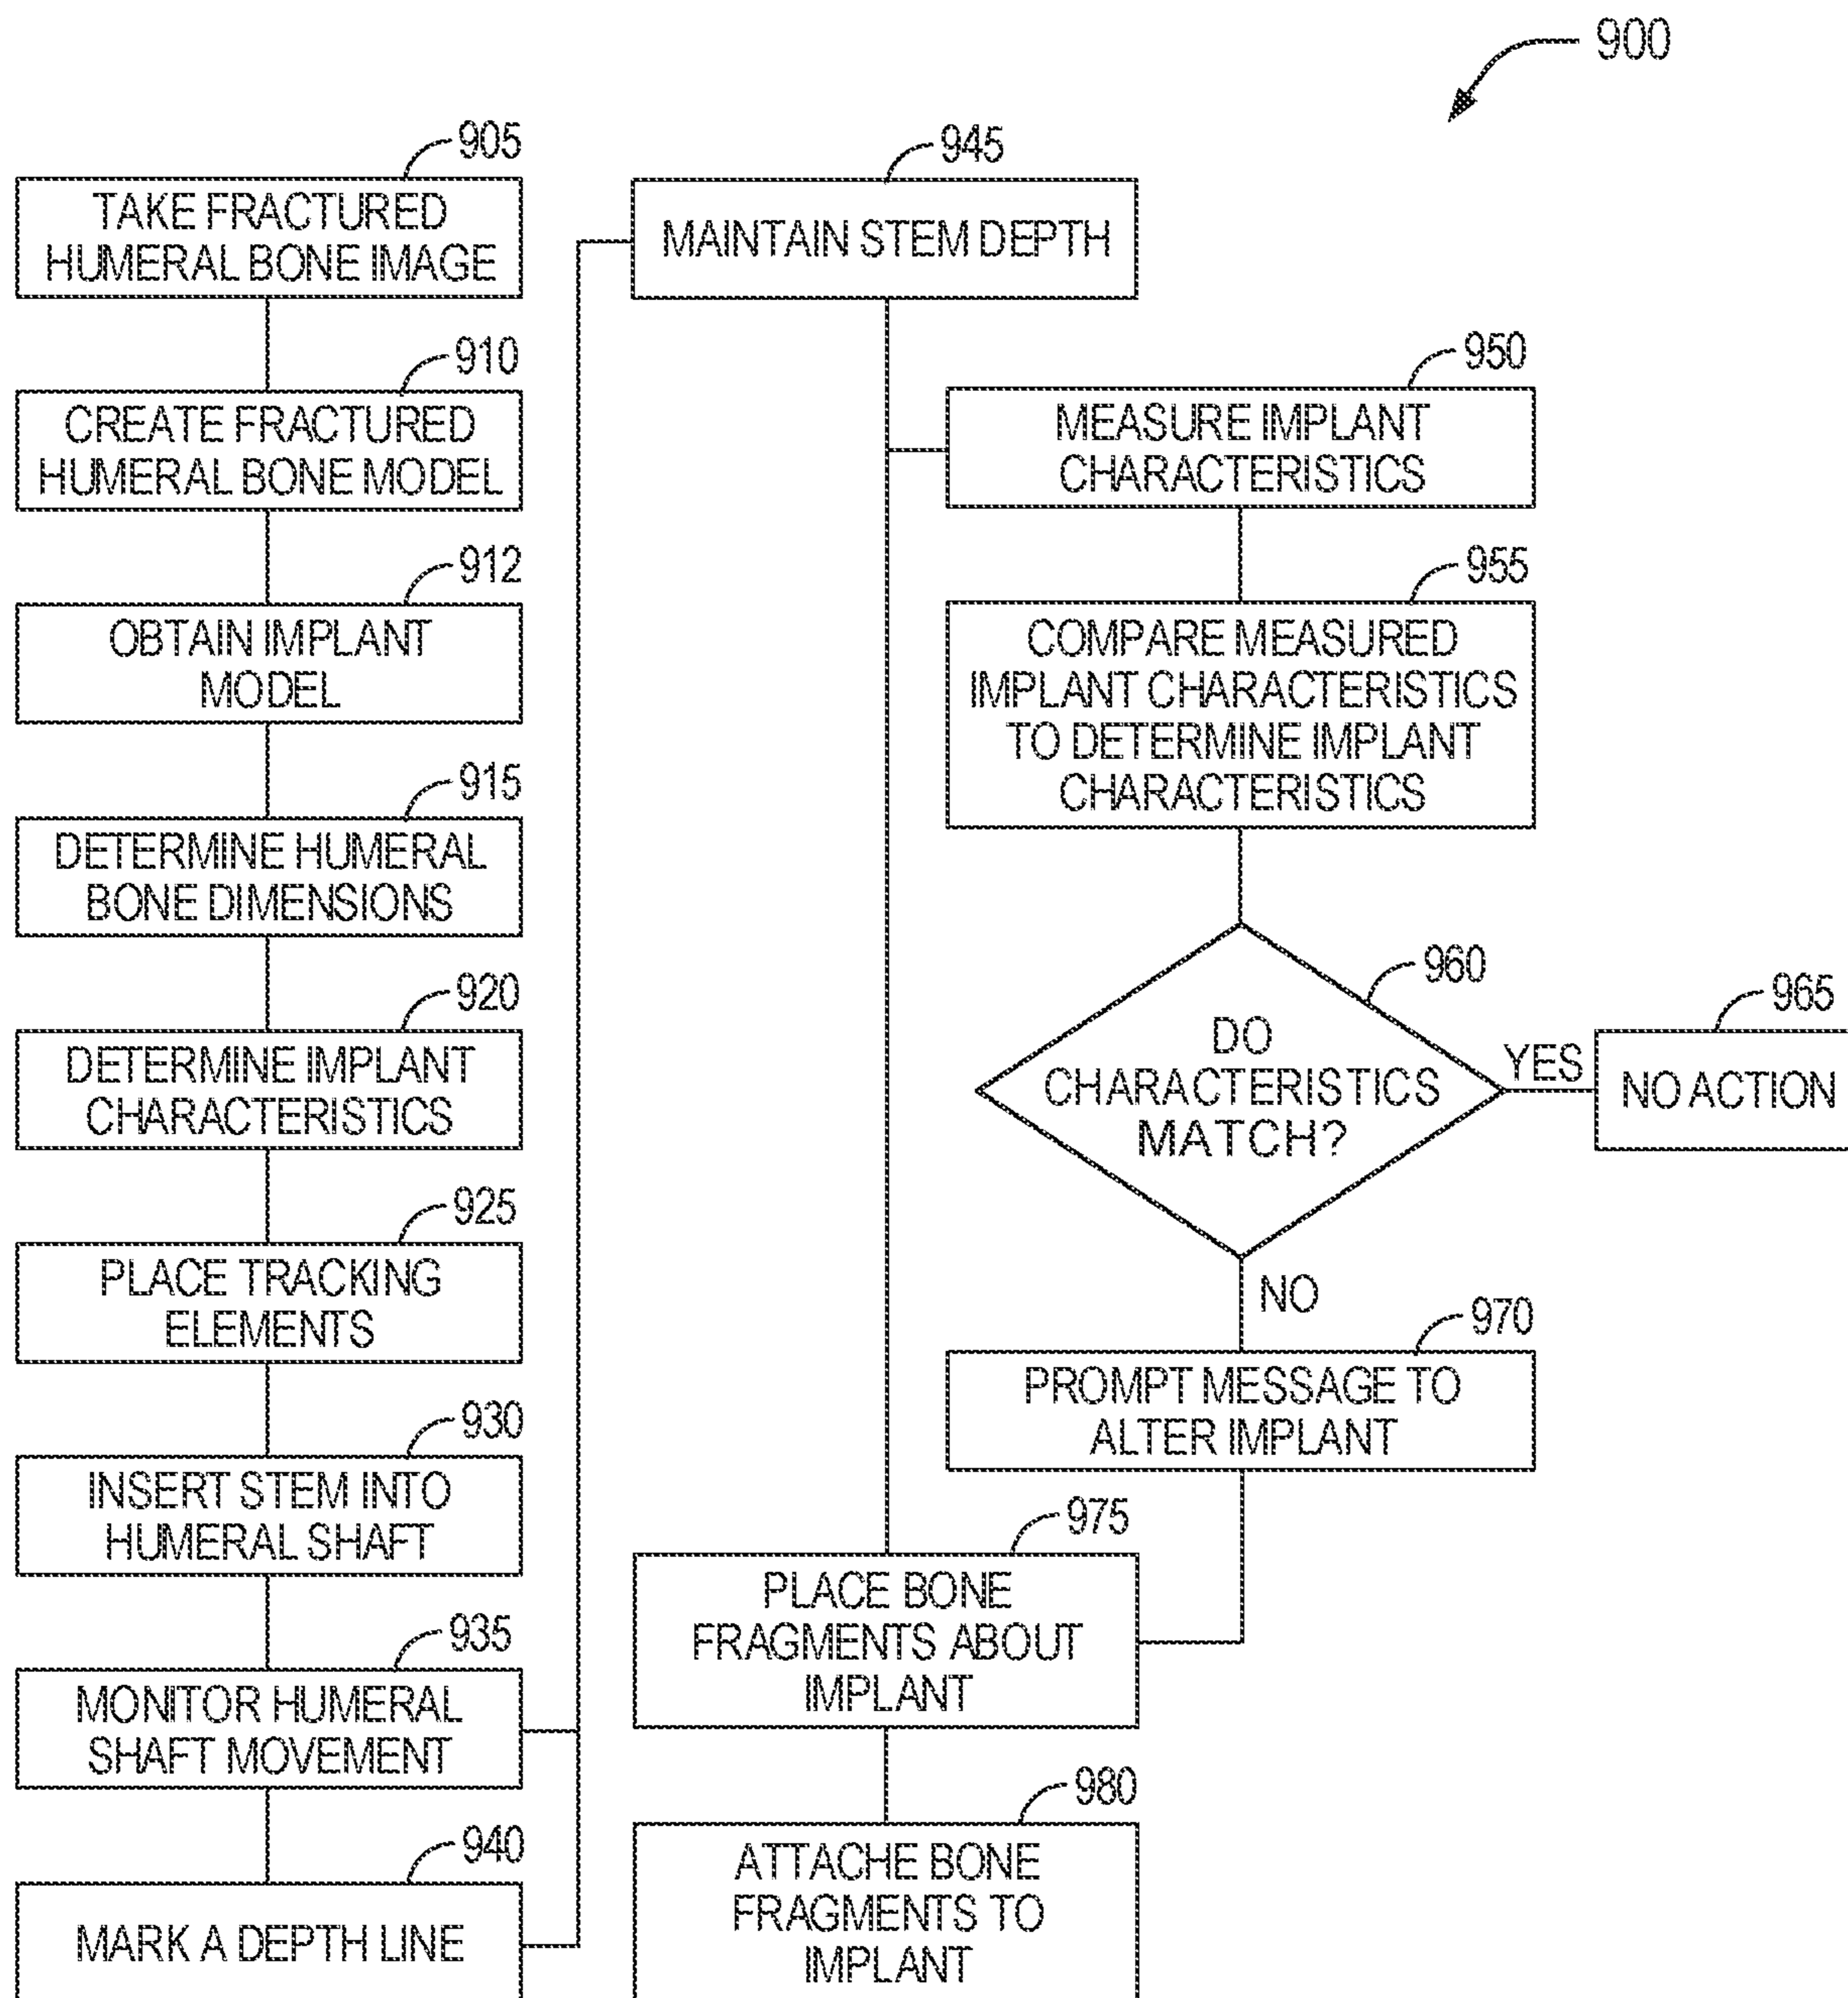 900
905
TAKE FRACTURED
HUMERAL BONE IMAGE
910
CREATE FRACTURED
HUMERAL BONE MODEL
912
OBTAIN IMPLANT
MODEL
915
DETERMINE HUMERAL
BONE DIMENSIONS
920
DETERMINE IMPLANT
CHARACTERISTICS
925
PLACE TRACKING
ELEMENTS
930
INSERT STEM INTO
HUMERAL SHAFT
935
MONITOR HUMERAL
SHAFT MOVEMENT
940
MARK A DEPTH LINE
945
MAINTAIN STEM DEPTH
950
MEASURE IMPLANT
CHARACTERISTICS
955
COMPARE MEASURED
IMPLANT CHARACTERISTICS
TO DETERMINE IMPLANT
CHARACTERISTICS
960
DO
CHARACTERISTICS
MATCH?
YES
965
NO ACTION
NO
970
PROMPT MESSAGE TO
ALTER IMPLANT
975
PLACE BONE
FRAGMENTS ABOUT
IMPLANT
980
ATTACHE BONE
FRAGMENTS TO
IMPLANT